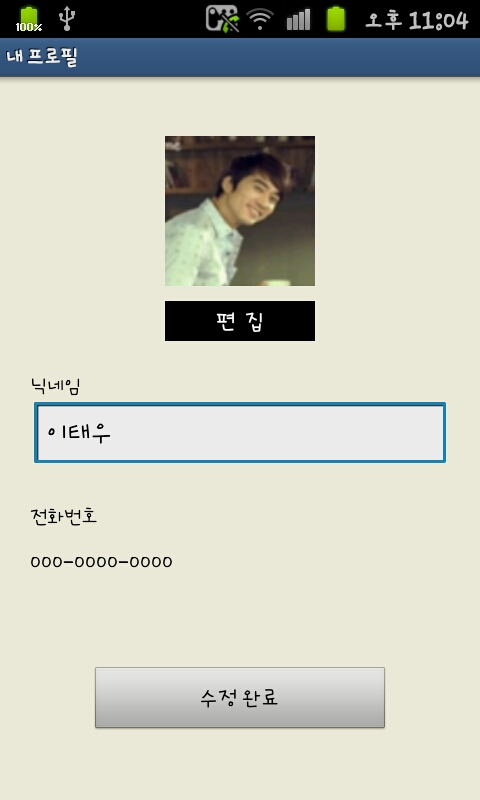 100%
오후 11:04
내 프로필
편 집
닉네임
이태우
전화번호
000-0000-0000
수정 완료